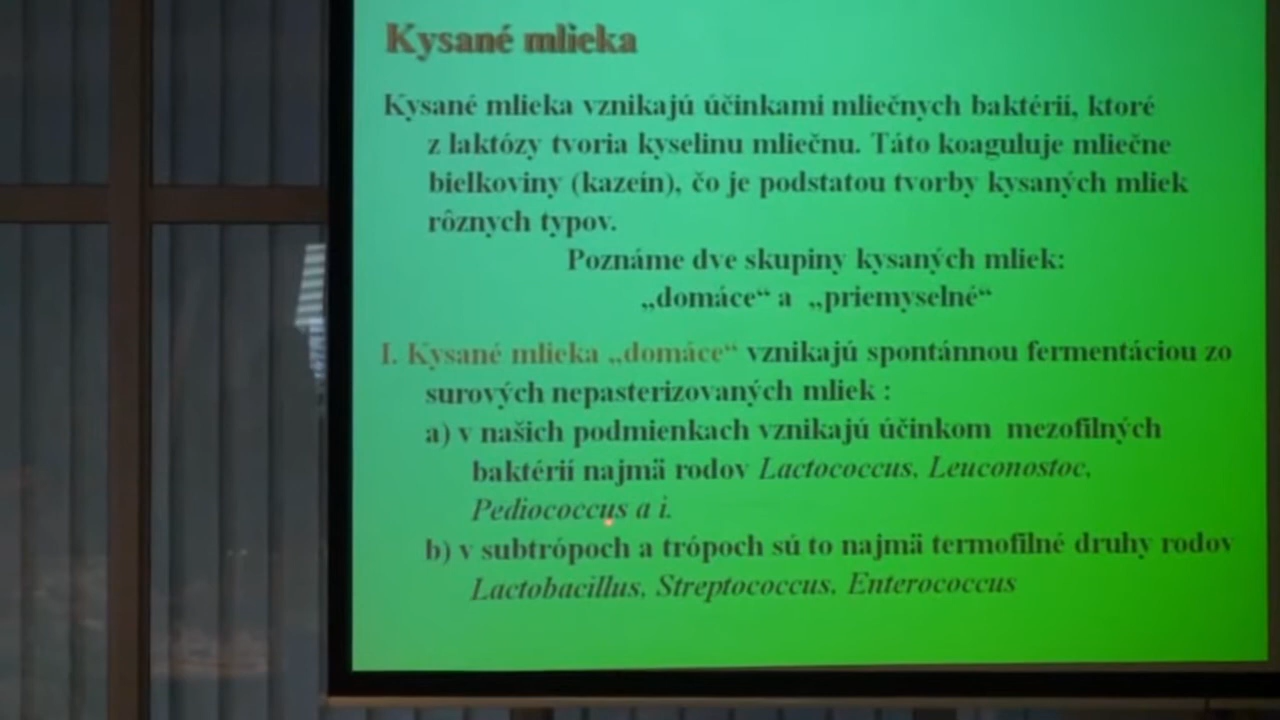 Kysané mlieka
Kysané mlieka vznikajú účinkami mliečnych baktérií, ktoré
z laktózy tvoria kyselinu mliečnu. Táto koaguluje mliečne
bielkoviny (kazeín), čo je podstatou tvorby kysaných mliek
rôznych typov.
Poznáme dve skupiny kysaných mliek:
„domáce“ a „priemyselné“
I. Kysané mlieka „domáce“ vznikajú spontánnou fermentáciou zo
surových nepasterizovaných mliek :
a) v našich podmienkach vznikajú účinkom mezofilných
baktérií najmä rodov Lactococcus, Leuconostoc,
Pediococcus a i.
b) v subtrópoch a trópoch sú to najmä termofilné druhy rodov
Lactobacillus, Streptococcus, Enterococcus